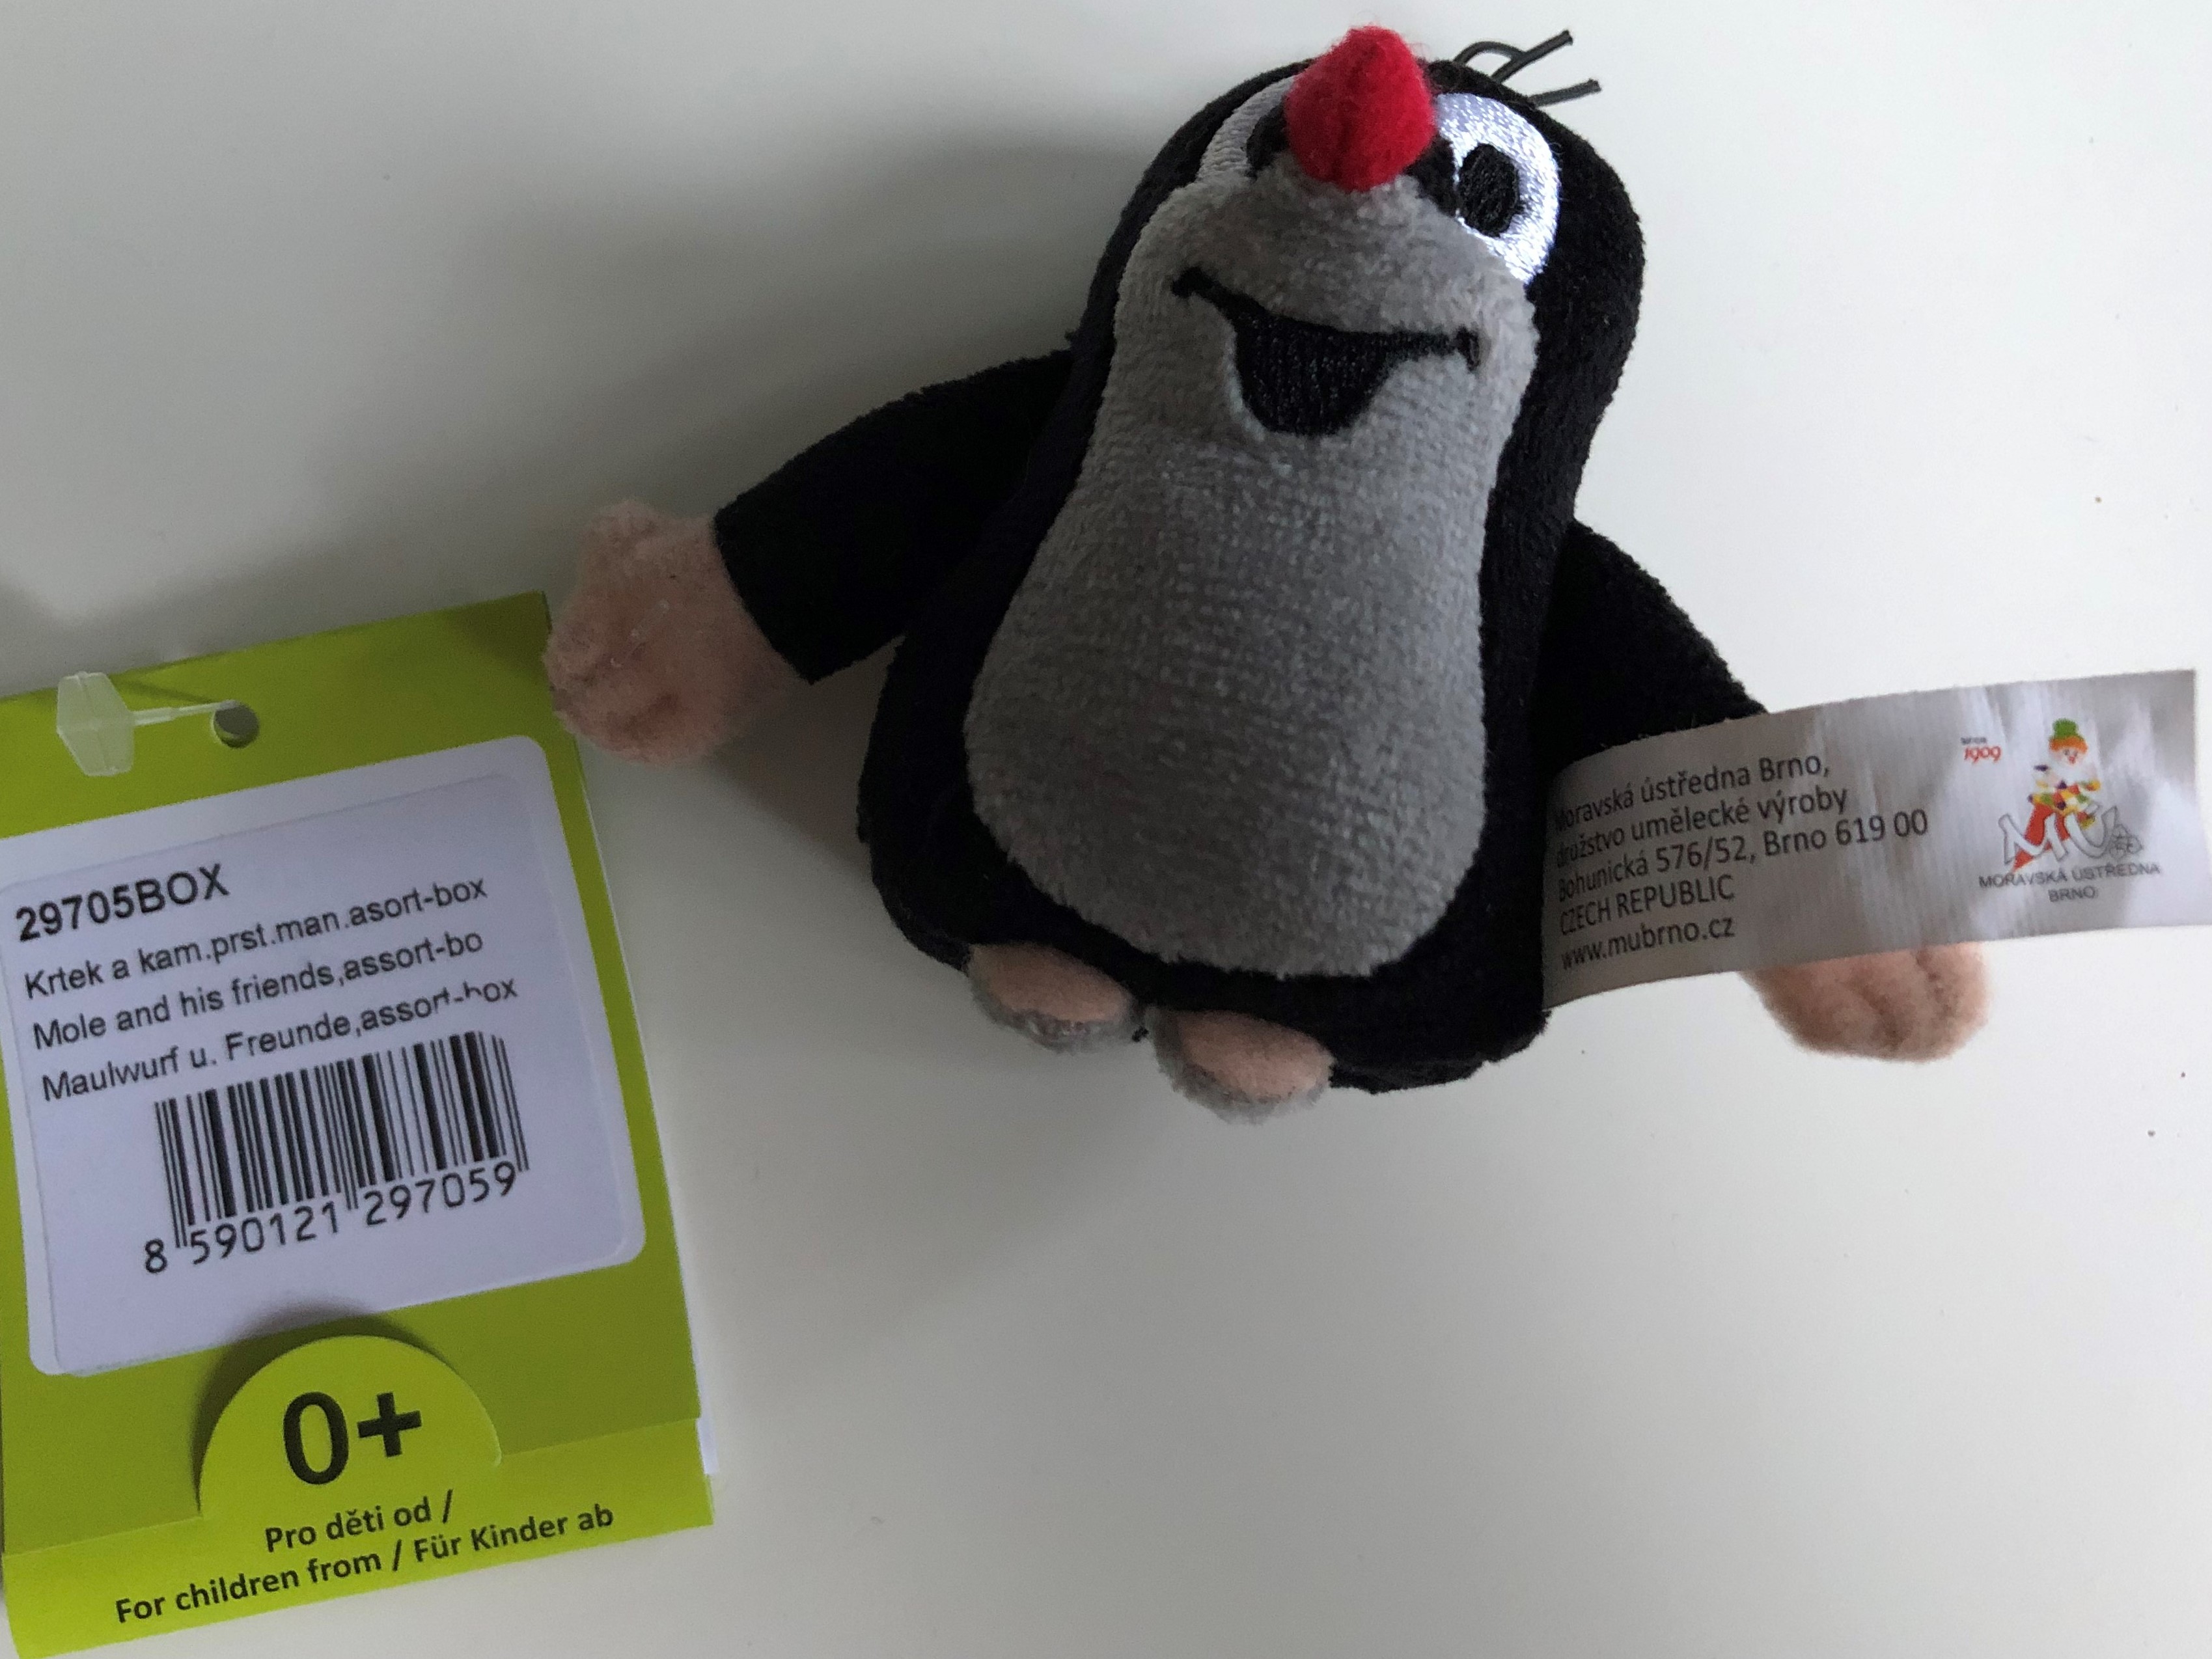 29705BOX
Krtek a kam.prst.man.asort-box
Mole and his friends,assort-bo
Maulwurf u. Freunde,assort-box
8 590121 297059
0+
Pro děti od /
For children from / Für Kinder ab
Moravská ústředna Brno,
družstvo umělecké výroby
Bohunická 576/52, Brno 619 00
CZECH REPUBLIC
www.mubrno.cz
since
1909
MÚ
MORAVSKÁ ÚSTŘEDNA
BRNO